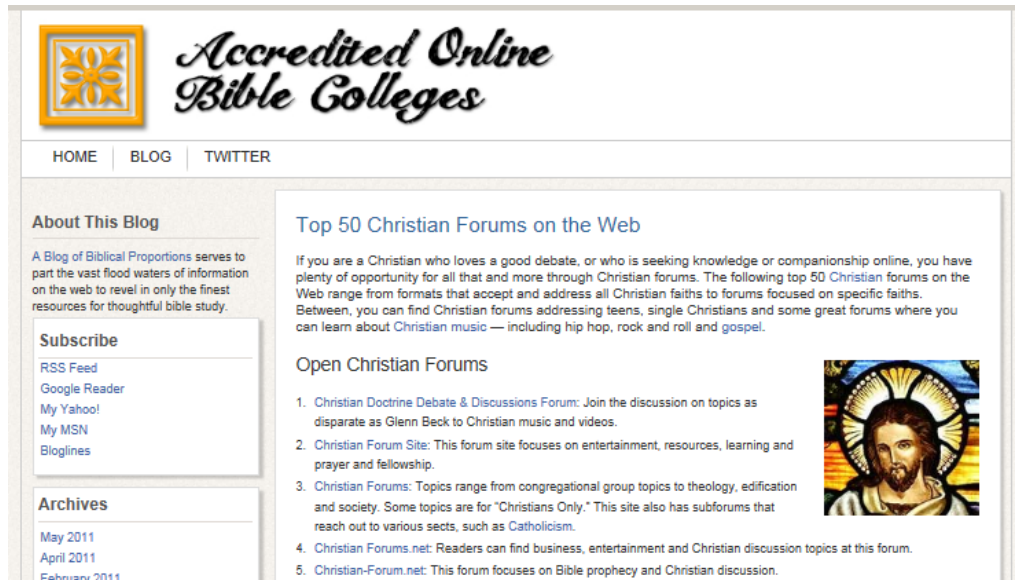 Accredited Online
Bible Colleges
HOME
BLOG
TWITTER
About This Blog
A Blog of Biblical Proportions serves to
part the vast flood waters of information
on the web to revel in only the finest
resources for thoughtful bible study.
Subscribe
RSS Feed
Google Reader
My Yahoo!
My MSN
Bloglines
Archives
May 2011
April 2011
February 2011
Top 50 Christian Forums on the Web
If you are a Christian who loves a good debate, or who is seeking knowledge or companionship online, you have
plenty of opportunity for all that and more through Christian forums. The following top 50 Christian forums on the
Web range from formats that accept and address all Christian faiths to forums focused on specific faiths.
Between, you can find Christian forums addressing teens, single Christians and some great forums where you
can learn about Christian music — including hip hop, rock and roll and gospel.
Open Christian Forums
1. Christian Doctrine Debate & Discussions Forum: Join the discussion on topics as
disparate as Glenn Beck to Christian music and videos.
2. Christian Forum Site: This forum site focuses on entertainment, resources, learning and
prayer and fellowship.
3. Christian Forums: Topics range from congregational group topics to theology, edification
and society. Some topics are for “Christians Only.” This site also has subforums that
reach out to various sects, such as Catholicism.
4. Christian Forums.net: Readers can find business, entertainment and Christian discussion topics at this forum.
5. Christian-Forum.net: This forum focuses on Bible prophecy and Christian discussion.